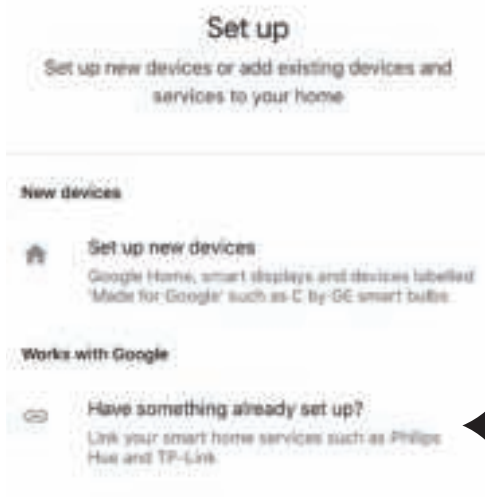 Set up
Set up new devices or add existing devices and
services to your home
New devices
Set up new devices
Google Home, smart displays and devices labelled
'Made for Google' such as C by GE smart bulbs
Works with Google
Have something already set up?
Link your smart home services such as Philips
Hue and TP-Link